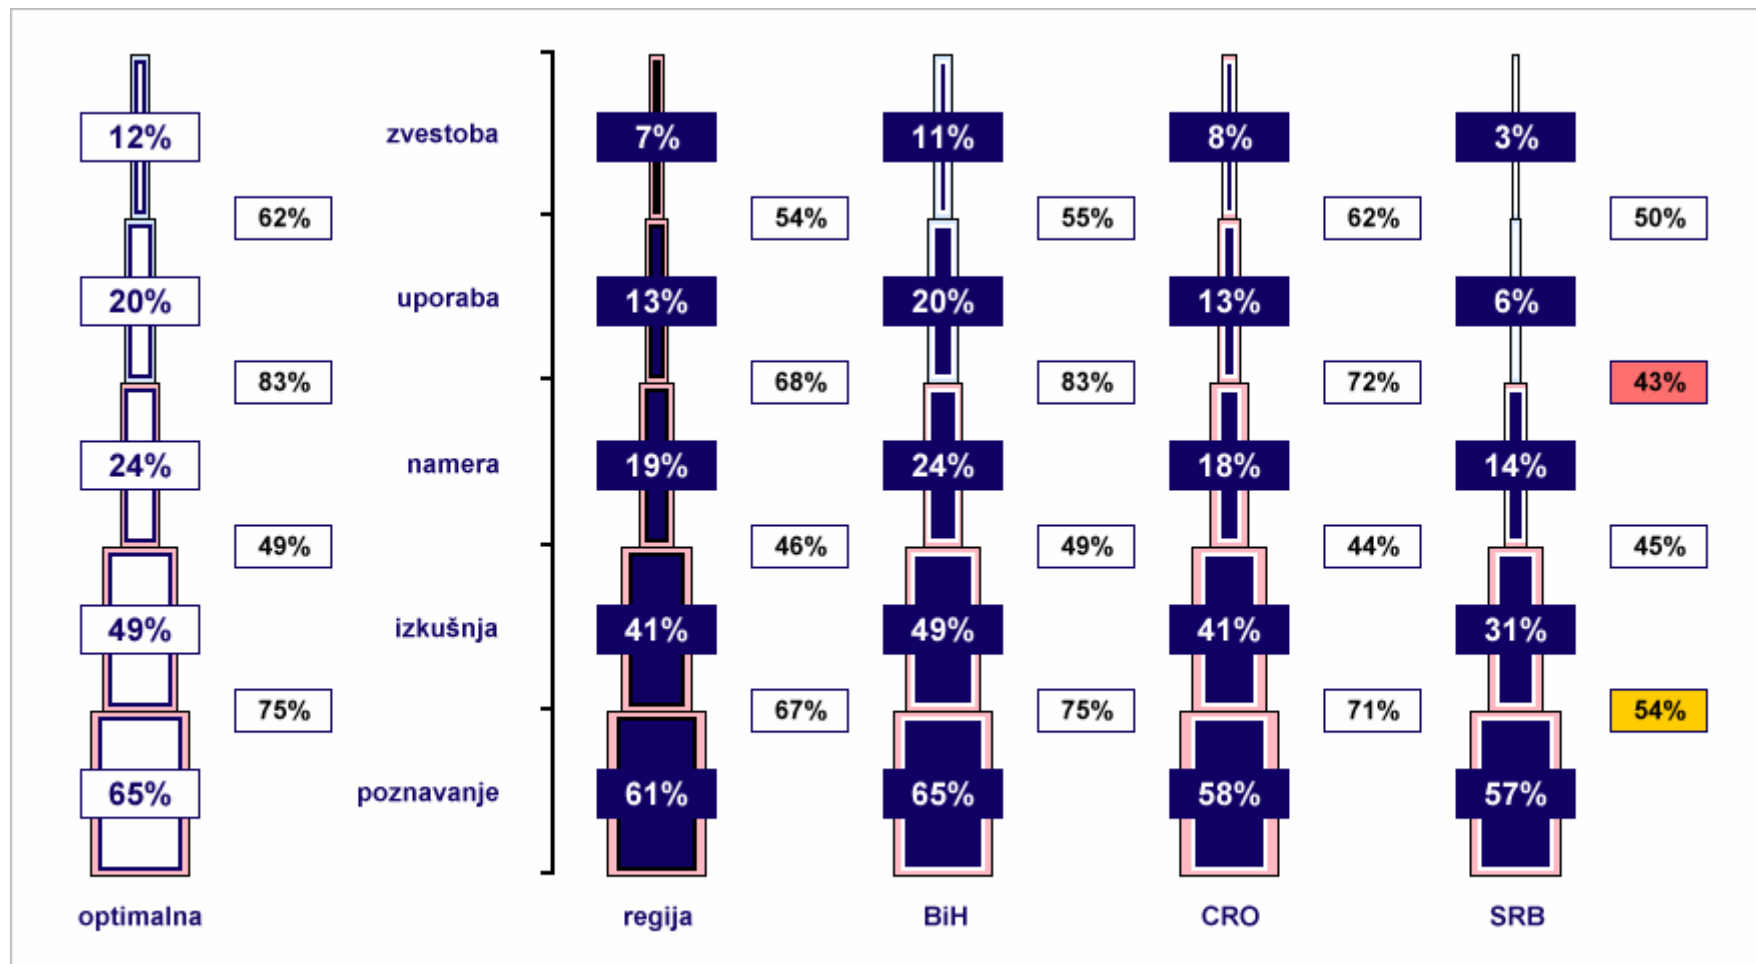 12% zvestoba 7% 11% 8% 3%
62% 54% 55% 62% 50%
20% uporaba 13% 20% 13% 6%
83% 68% 83% 72% 43%
24% namera 19% 24% 18% 14%
49% 46% 49% 44% 45%
49% izkušnja 41% 49% 41% 31%
75% 67% 75% 71% 54%
65% poznavanje 61% 65% 58% 57%
optimalna regija BiH CRO SRB